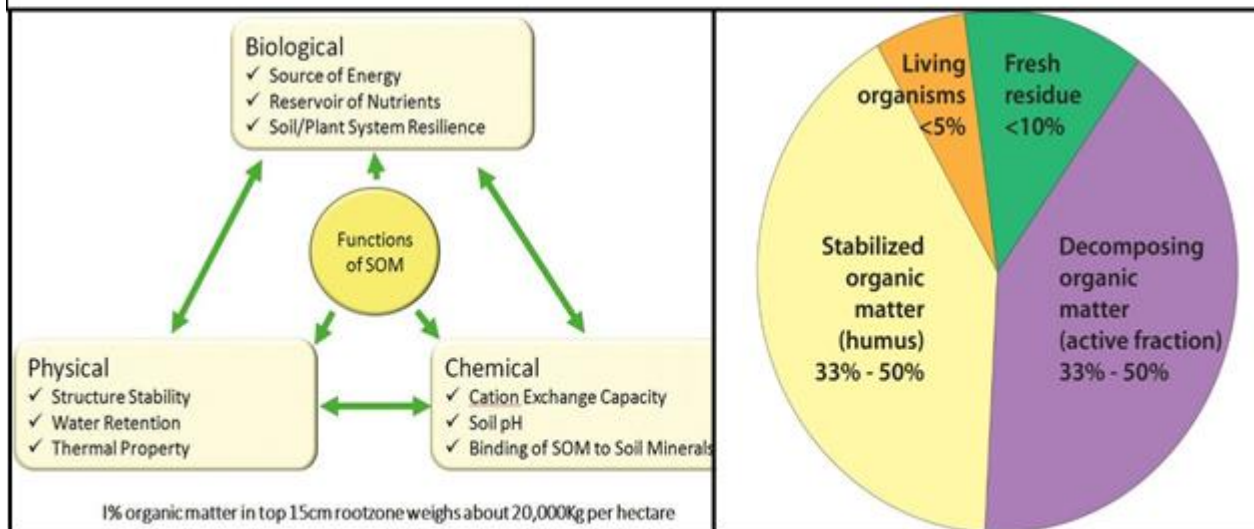 Biological
✓ Source of Energy
✓ Reservoir of Nutrients
✓ Soil/Plant System Resilience
Functions
of SOM
Physical
✓ Structure Stability
✓ Water Retention
✓ Thermal Property
Chemical
✓ Cation Exchange Capacity
✓ Soil pH
✓ Binding of SOM to Soil Minerals
1% organic matter in top 15cm rootzone weighs about 20,000Kg per hectare
Living
organisms
<5%
Fresh
residue
<10%
Stabilized
organic
matter
(humus)
33% - 50%
Decomposing
organic
matter
(active fraction)
33% - 50%